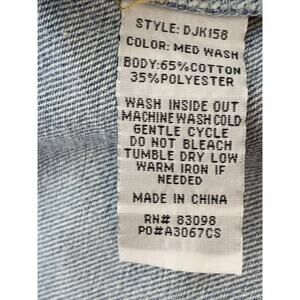 STYLE: DJK158
COLOR: MED WASH
BODY: 65% COTTON
35% POLYESTER
WASH INSIDE OUT
MACHINE WASH COLD
GENTLE CYCLE
DO NOT BLEACH
TUMBLE DRY LOW
WARM IRON IF
NEEDED
MADE IN CHINA
RN# 83098
PO#A3067CS